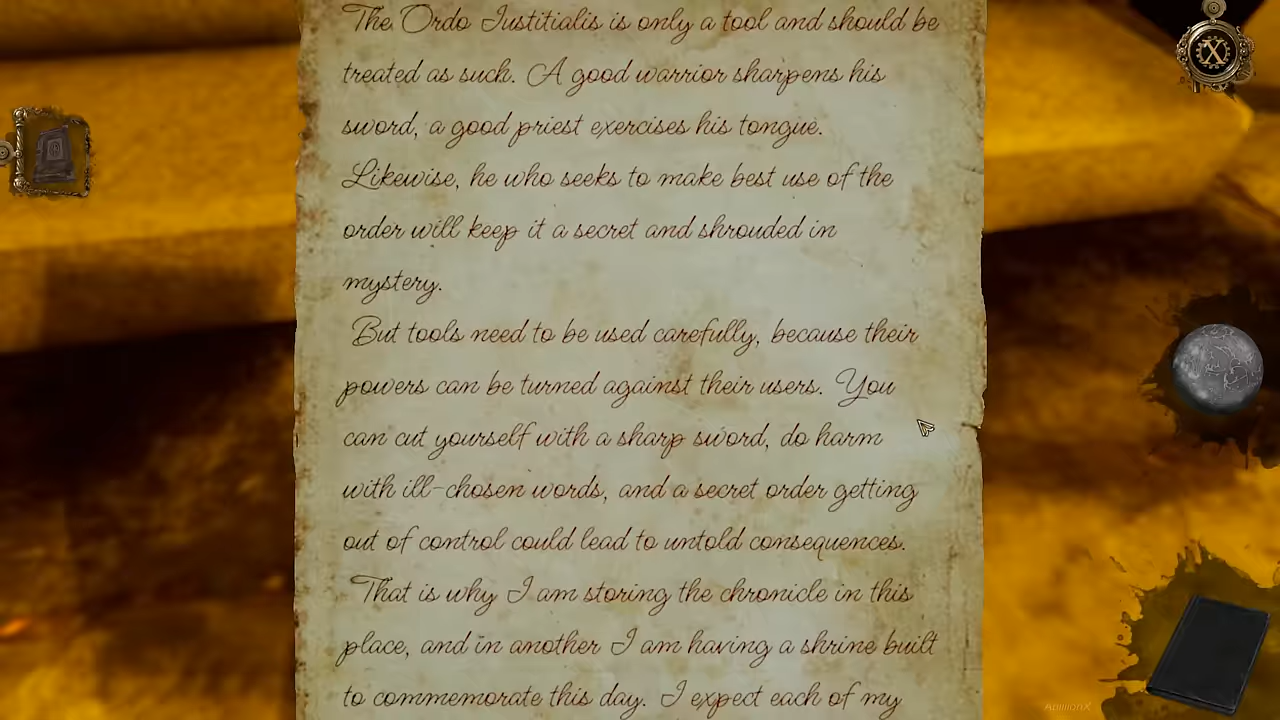 The Ordo Iustitialis is only a tool and should be
treated as such. A good warrior sharpens his
sword, a good priest exercises his tongue.
Likewise, he who seeks to make best use of the
order will keep it a secret and shrouded in
mystery.
But tools need to be used carefully, because their
powers can be turned against their users. You
can cut yourself with a sharp sword, do harm
with ill-chosen words, and a secret order getting
out of control could lead to untold consequences.
That is why I am storing the chronicle in this
place, and in another I am having a shrine built
to commemorate this day. I expect each of my
X